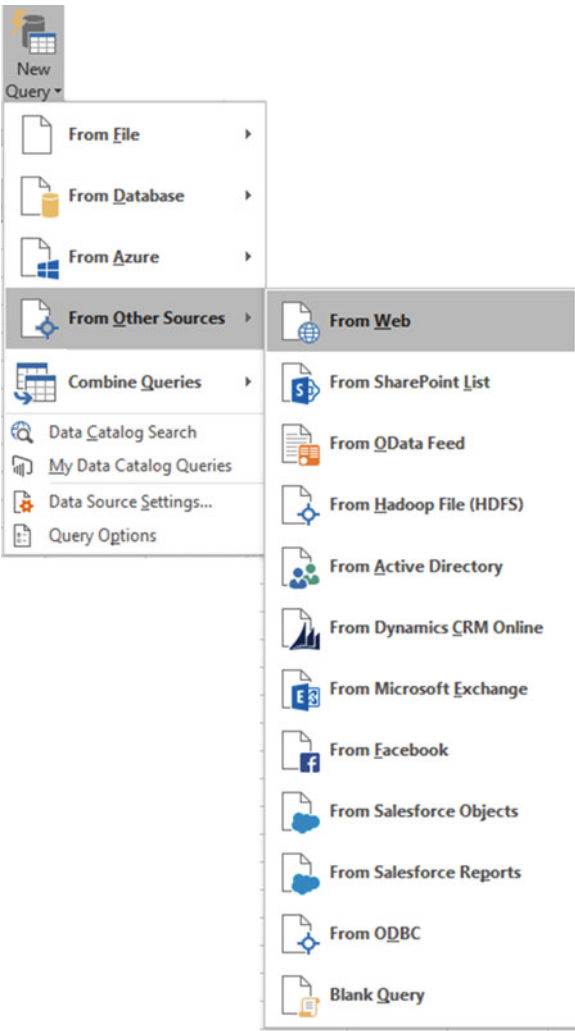 New
Query
From File
From Database
From Azure
From Other Sources
Combine Queries
Data Catalog Search
My Data Catalog Queries
Data Source Settings...
Query Options
From Web
From SharePoint List
From OData Feed
From Hadoop File (HDFS)
From Active Directory
From Dynamics CRM Online
From Microsoft Exchange
From Facebook
From Salesforce Objects
From Salesforce Reports
From ODBC
Blank Query